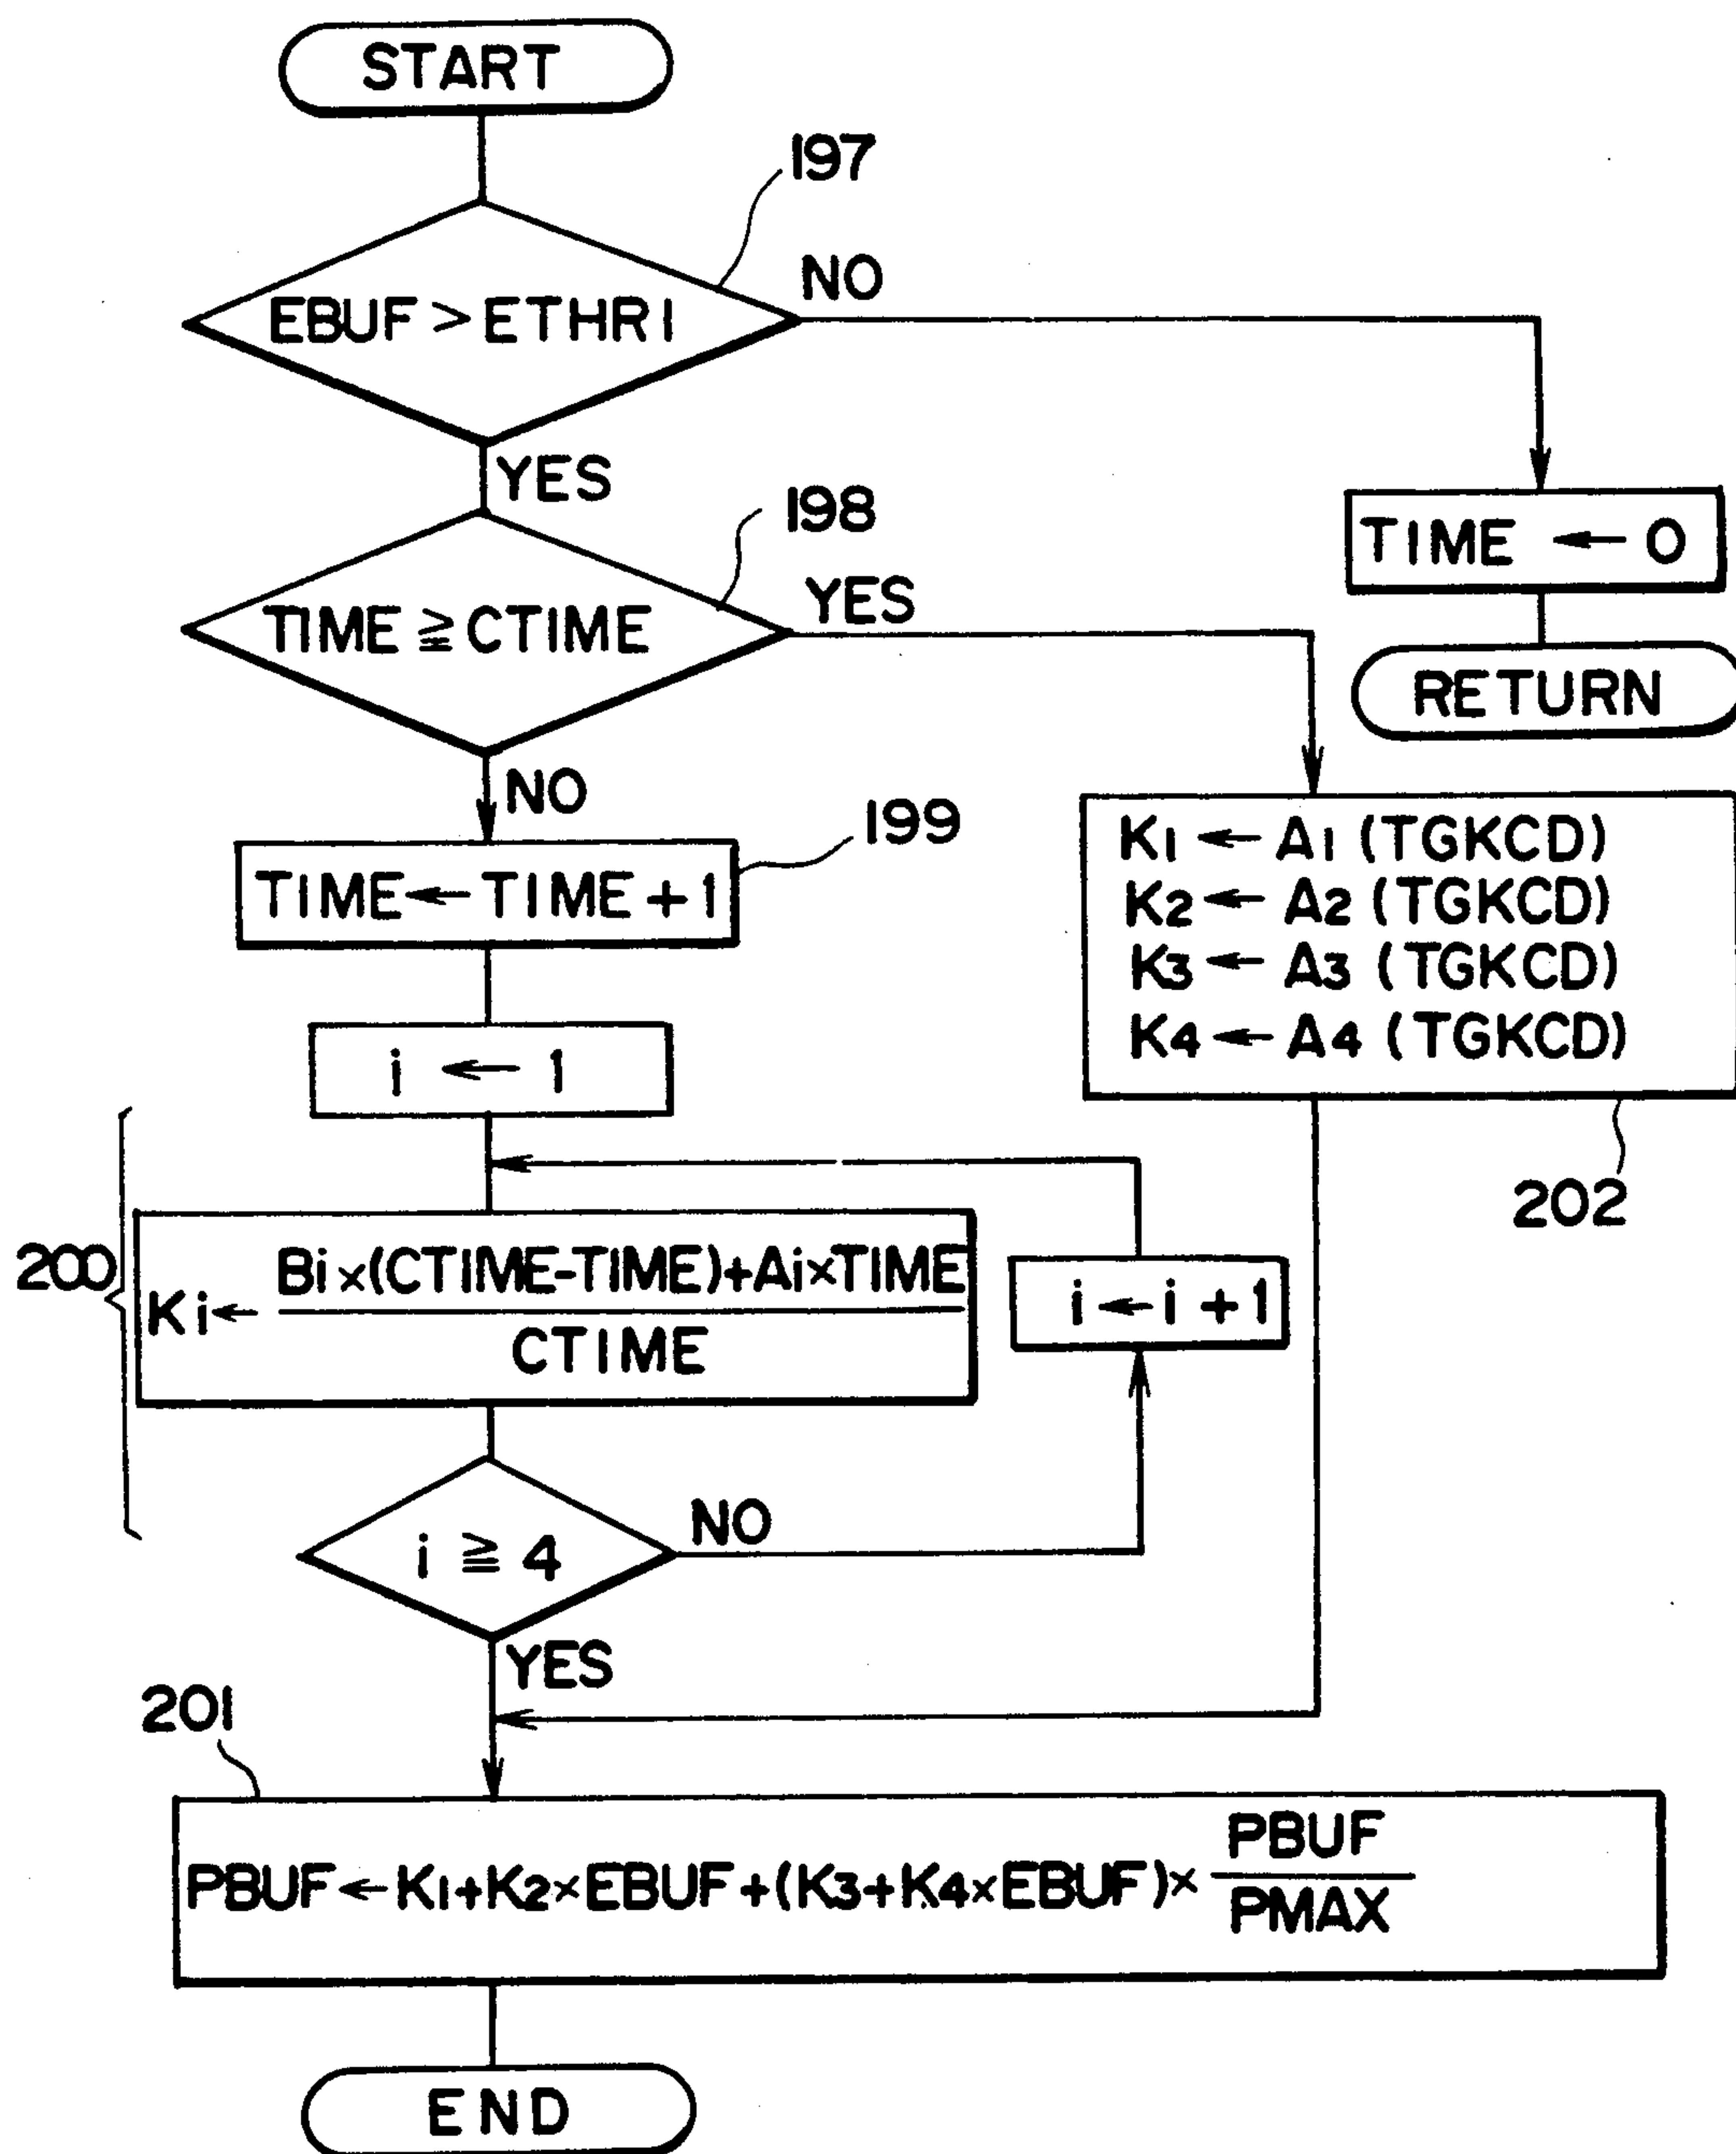 START
197
EBUF > ETHR1
NO
YES
198
TIME ≧ CTIME
YES
TIME ← 0
RETURN
NO
199
TIME ← TIME + 1
K1 ← A1 (TGKCD)
K2 ← A2 (TGKCD)
K3 ← A3 (TGKCD)
K4 ← A4 (TGKCD)
202
i ← 1
200
Ki ← Bi×(CTIME-TIME)+Ai×TIME
CTIME
i ← i + 1
i ≧ 4
NO
YES
201
PBUF ← K1+K2×EBUF+(K3+K4×EBUF)× PBUF
PMAX
END